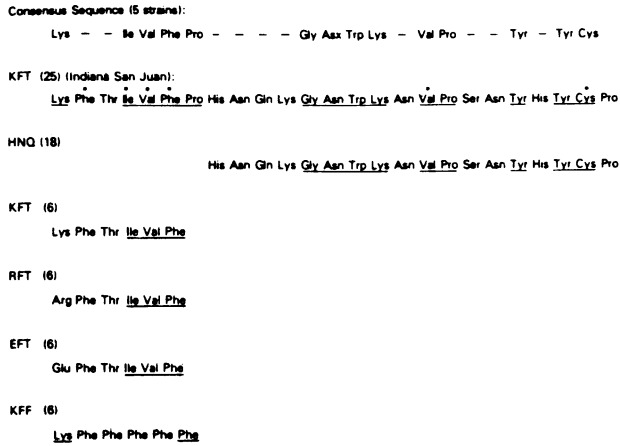 Consensus Sequence (5 strains):
Lys – – Ile Val Phe Pro – – – – Gly Asx Trp Lys – Val Pro – – Tyr – Tyr Cys
KFT (25) (Indiana San Juan):
Lys Phe Thr Ile Val Phe Pro His Asn Gln Lys Gly Asn Trp Lys Asn Val Pro Ser Asn Tyr His Tyr Cys Pro
HNQ (18)
His Asn Gln Lys Gly Asn Trp Lys Asn Val Pro Ser Asn Tyr His Tyr Cys Pro
KFT (6)
Lys Phe Thr Ile Val Phe
RFT (6)
Arg Phe Thr Ile Val Phe
EFT (6)
Glu Phe Thr Ile Val Phe
KFF (6)
Lys Phe Phe Phe Phe Phe